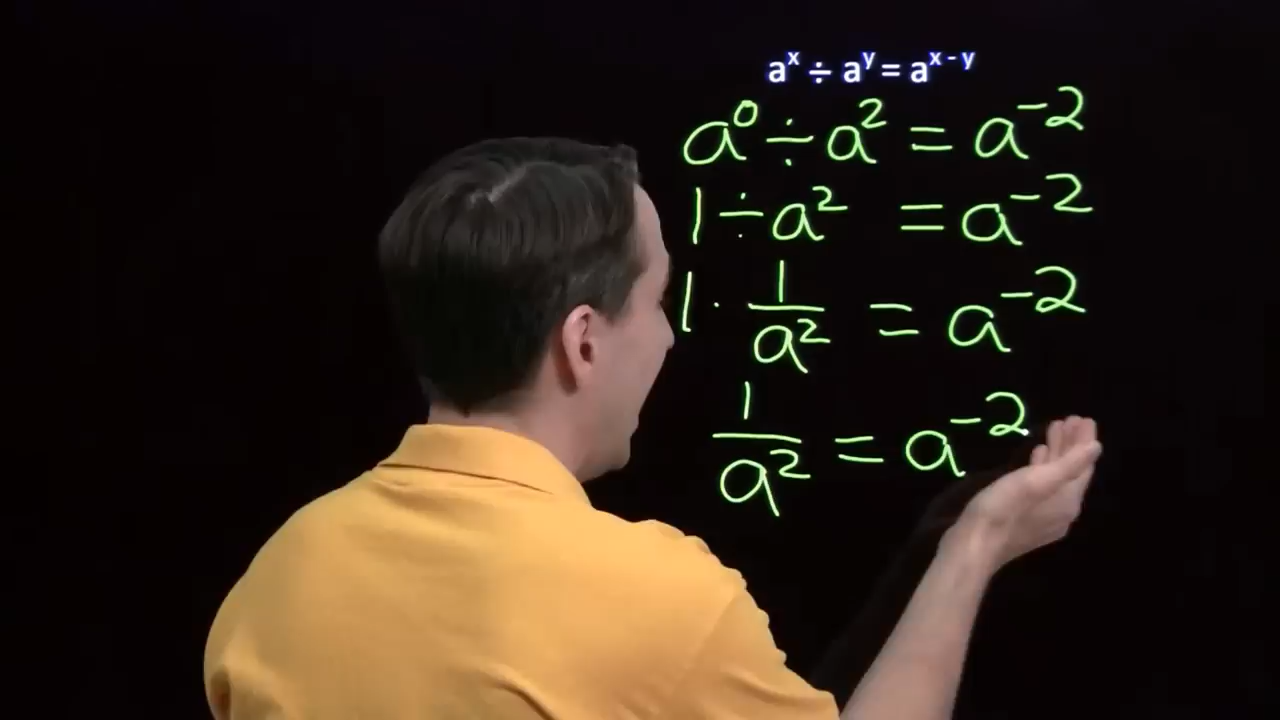 aˣ ÷ aʸ = aˣ⁻ʸ
a⁰ ÷ a² = a⁻²
1 ÷ a² = a⁻²
1 · 1/a² = a⁻²
1/a² = a⁻²